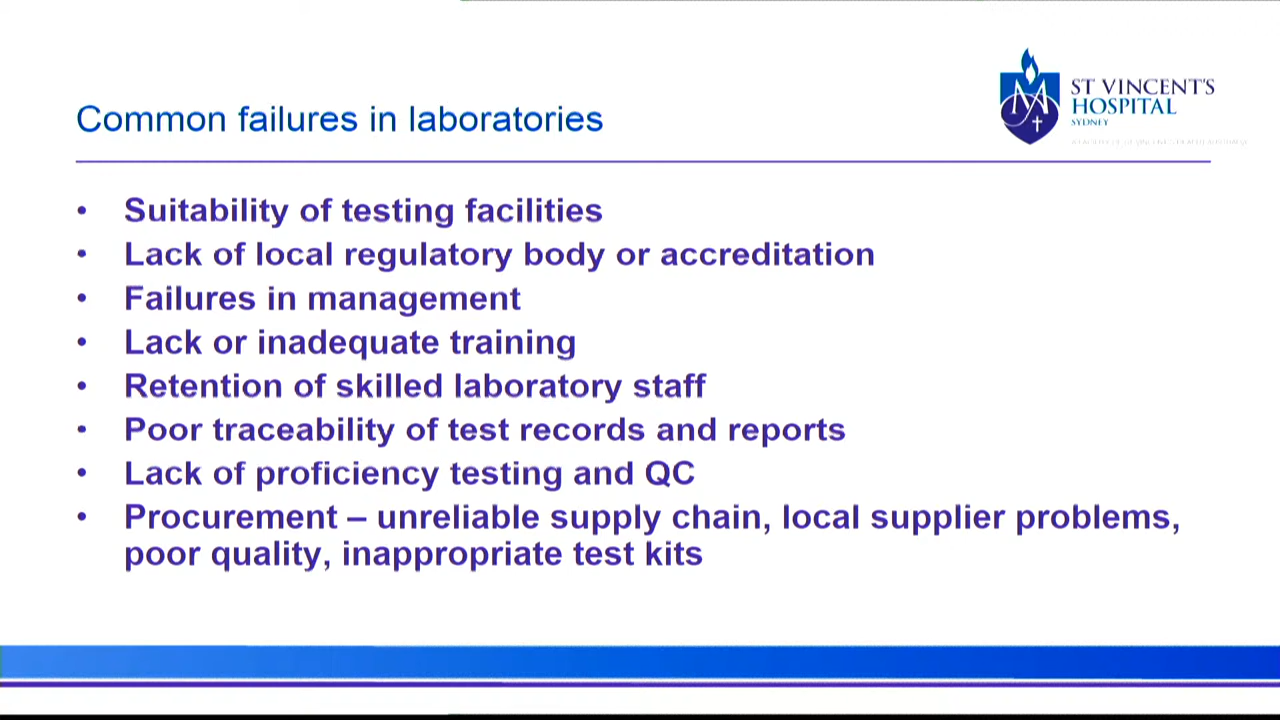 ST VINCENT'S
HOSPITAL
SYDNEY
Common failures in laboratories
• Suitability of testing facilities
• Lack of local regulatory body or accreditation
• Failures in management
• Lack or inadequate training
• Retention of skilled laboratory staff
• Poor traceability of test records and reports
• Lack of proficiency testing and QC
• Procurement – unreliable supply chain, local supplier problems,
poor quality, inappropriate test kits